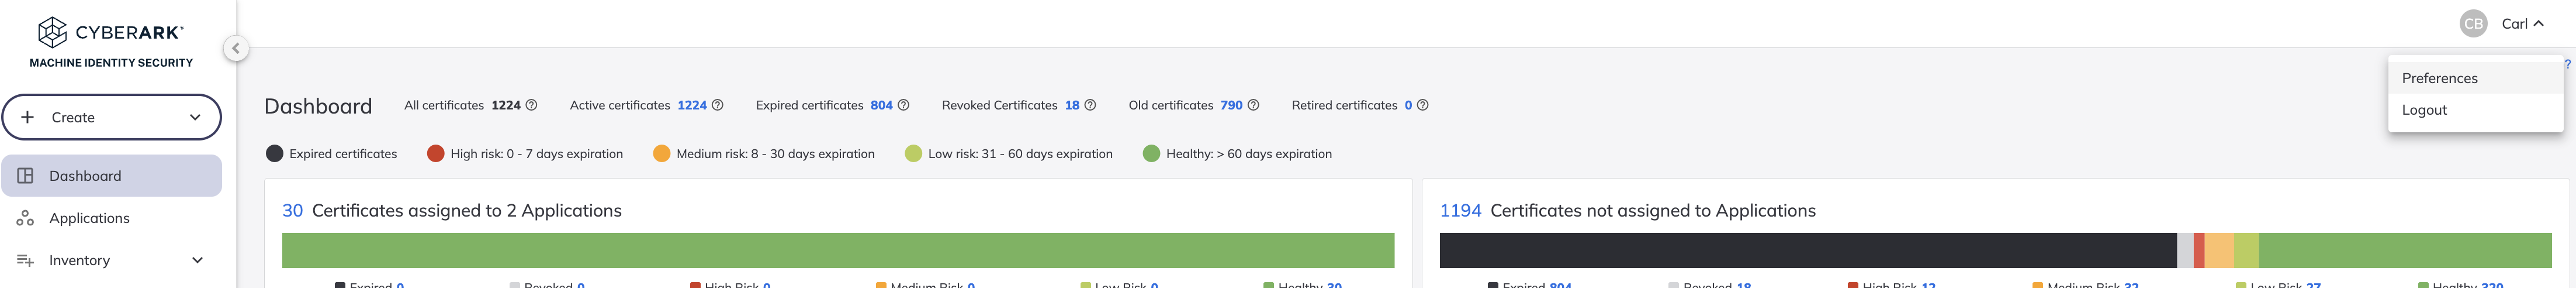 CYBERARK
MACHINE IDENTITY SECURITY
CB Carl
Preferences
Logout
?
Create
Dashboard
Applications
Inventory
Dashboard All certificates 1224 Active certificates 1224 Expired certificates 804 Revoked Certificates 18 Old certificates 790 Retired certificates 0
Expired certificates High risk: 0 - 7 days expiration Medium risk: 8 - 30 days expiration Low risk: 31 - 60 days expiration Healthy: > 60 days expiration
30 Certificates assigned to 2 Applications
Expired 0 Revoked 0 High Risk 0 Medium Risk 0 Low Risk 0 Healthy 30
1194 Certificates not assigned to Applications
Expired 804 Revoked 18 High Risk 12 Medium Risk 32 Low Risk 27 Healthy 320